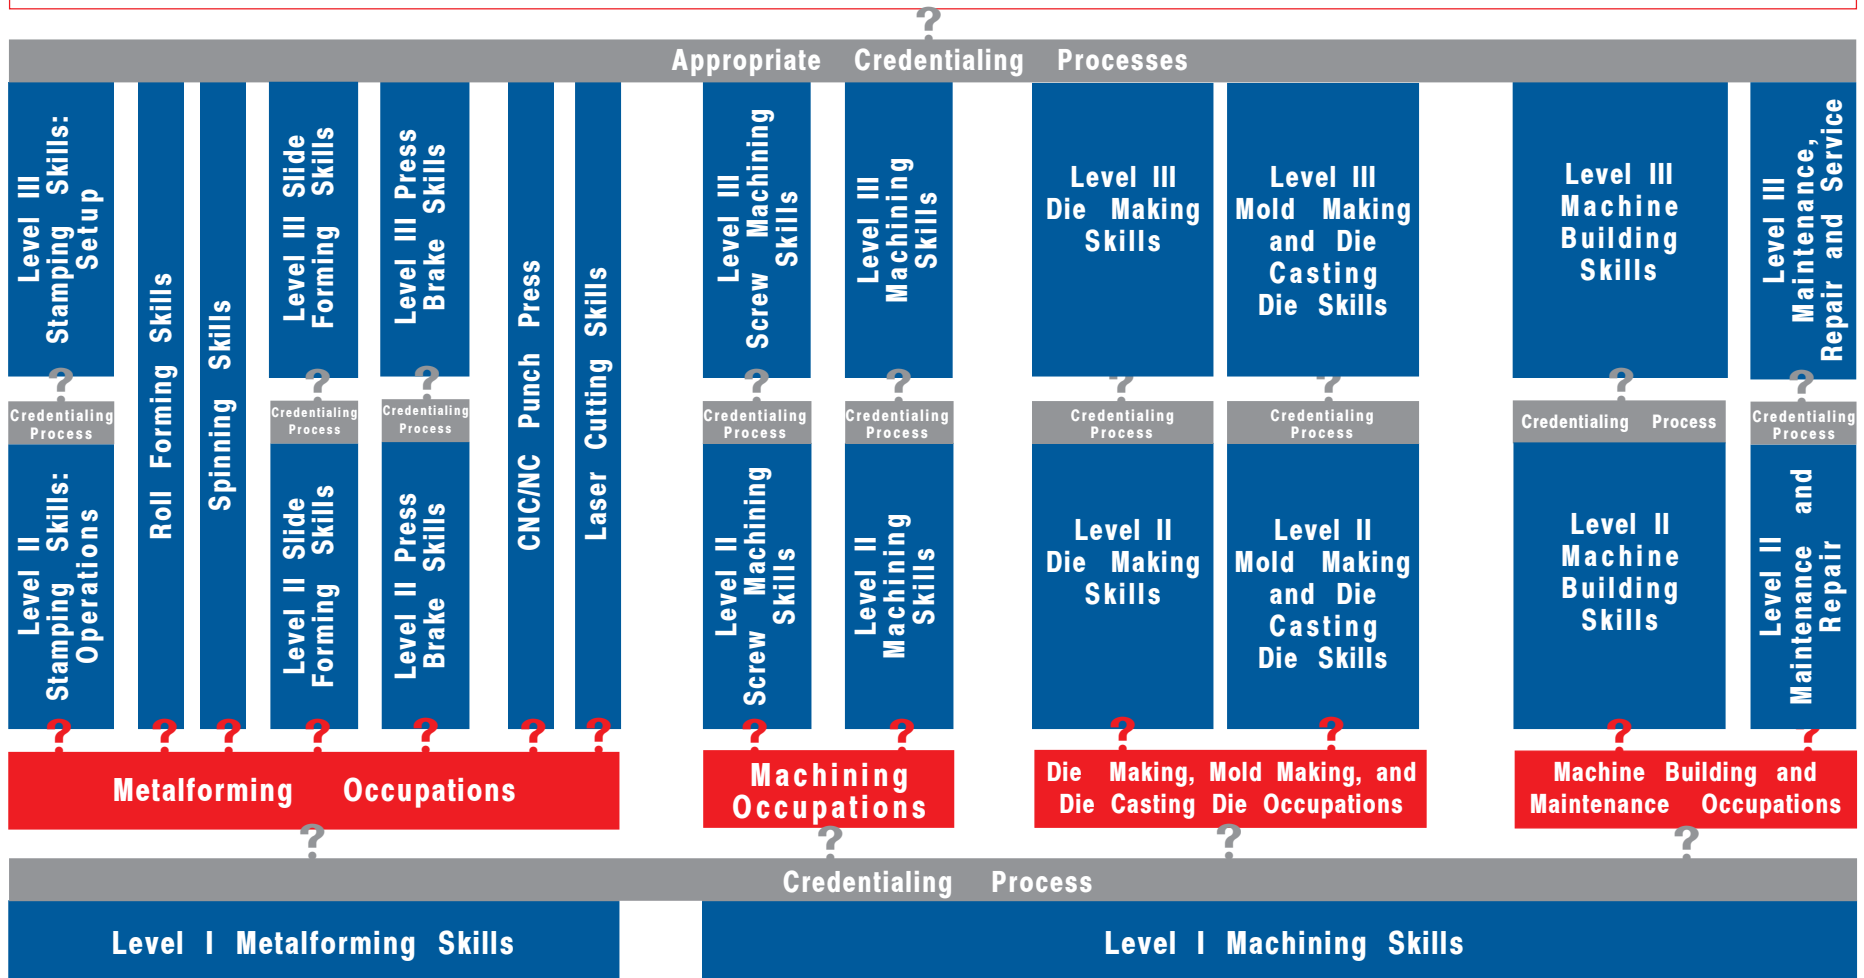 ?
Appropriate Credentialing Processes
Level III
Stamping Skills:
Setup
Roll Forming Skills
Spinning Skills
Level III Slide
Forming Skills
Level III Press
Brake Skills
CNC/NC Punch Press
Laser Cutting Skills
Level III
Screw Machining
Skills
Level III
Machining
Skills
Level III
Die Making
Skills
Level III
Mold Making
and Die
Casting
Die Skills
Level III
Machine
Building
Skills
Level III
Maintenance,
Repair and Service
? ? ? ? ? ? ? ? ?
Credentialing
Process
Credentialing
Process
Credentialing
Process
Credentialing
Process
Credentialing
Process
Credentialing
Process
Credentialing
Process
Credentialing Process
Credentialing
Process
Level II
Stamping Skills:
Operations
Level II Slide
Forming Skills
Level II Press
Brake Skills
Level II
Screw Machining
Skills
Level II
Machining
Skills
Level II
Die Making
Skills
Level II
Mold Making
and Die
Casting
Die Skills
Level II
Machine
Building
Skills
Level II
Maintenance and
Repair
? ? ? ? ? ? ? ? ? ? ? ? ?
Metalforming Occupations
Machining
Occupations
Die Making, Mold Making, and
Die Casting Die Occupations
Machine Building and
Maintenance Occupations
? ? ? ?
Credentialing Process
Level I Metalforming Skills
Level I Machining Skills